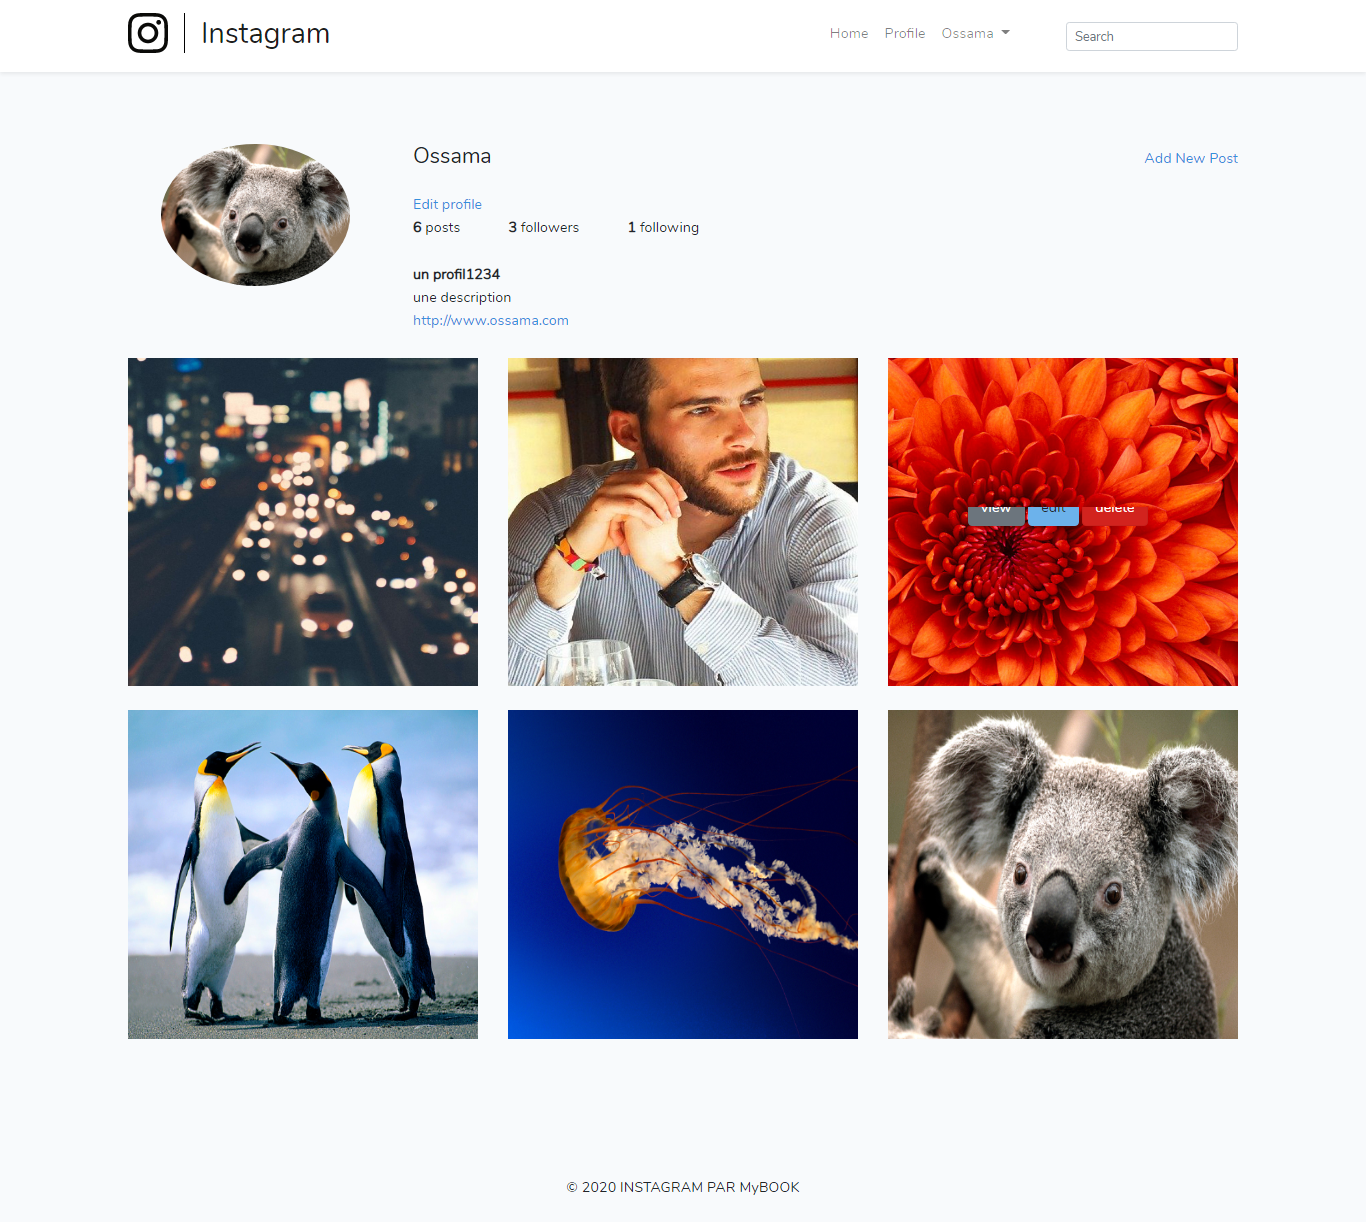 Instagram
Home Profile Ossama
Search
Ossama
Add New Post
Edit profile
6 posts 3 followers 1 following
un profil1234
une description
http://www.ossama.com
view edit delete
© 2020 INSTAGRAM PAR MyBOOK